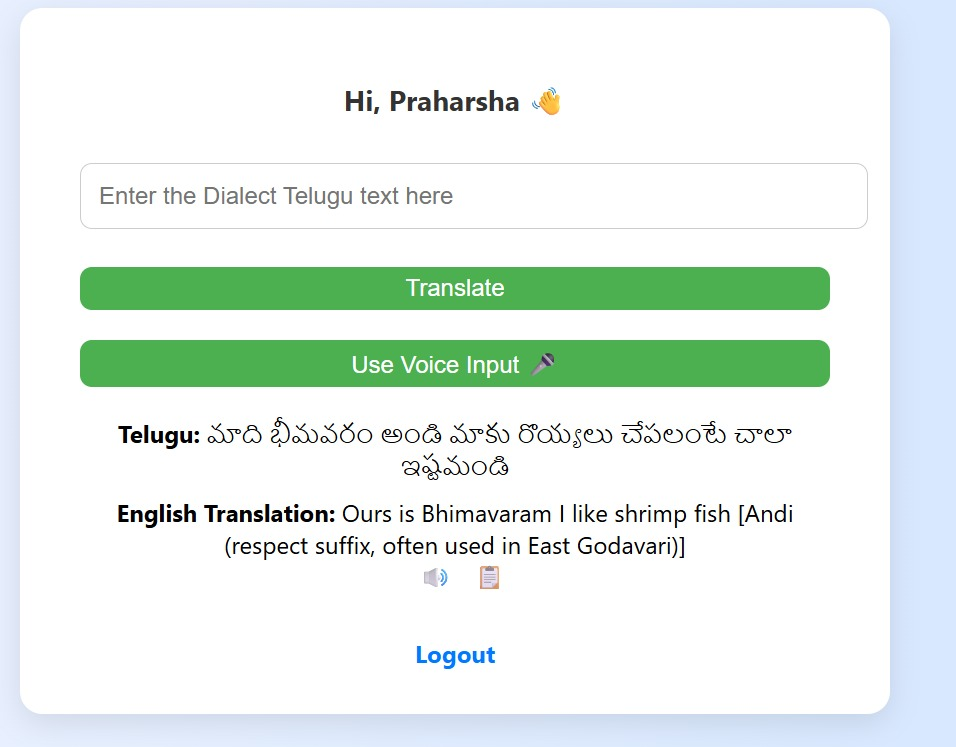 Hi, Praharsha 👋
Enter the Dialect Telugu text here
Translate
Use Voice Input 🎤
Telugu: మాది భీమవరం అండి మాకు రొయ్యలు చేపలంటే చాలా
ఇష్టమండి
English Translation: Ours is Bhimavaram I like shrimp fish [Andi
(respect suffix, often used in East Godavari)]
Logout